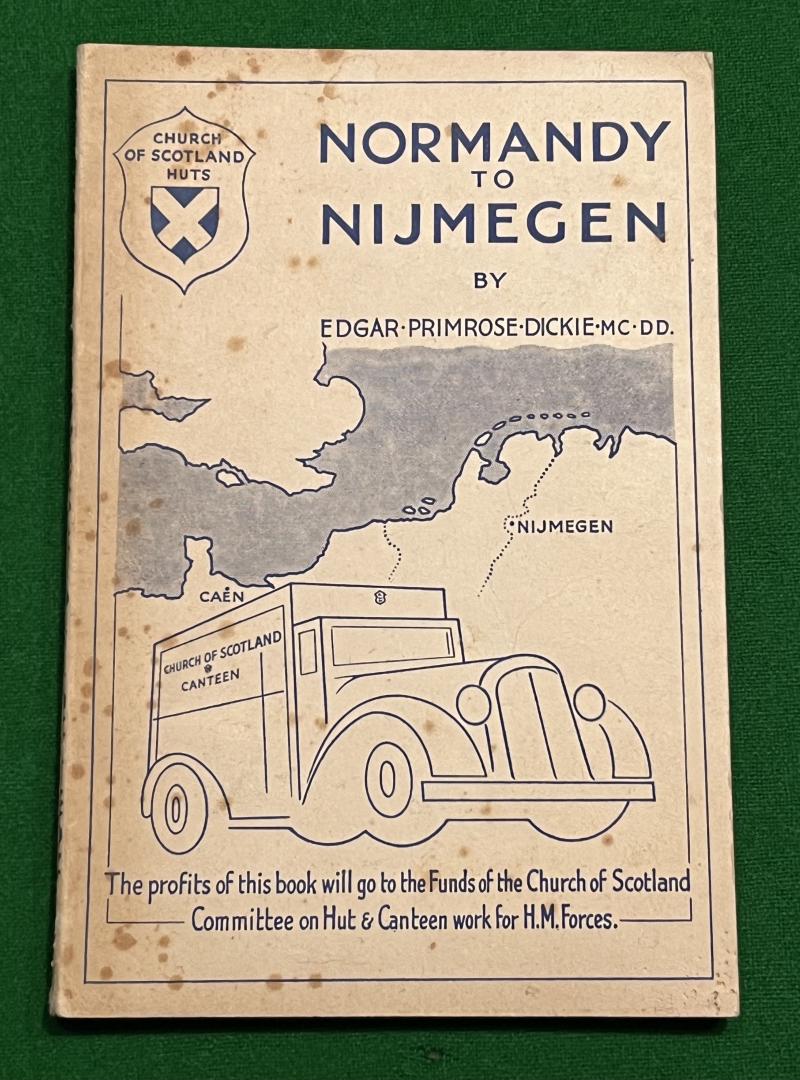 CHURCH
OF SCOTLAND
HUTS
NORMANDY
TO
NIJMEGEN
BY
EDGAR·PRIMROSE·DICKIE·MC·DD.
NIJMEGEN
CAËN
CHURCH OF SCOTLAND
CANTEEN
The profits of this book will go to the Funds of the Church of Scotland
Committee on Hut & Canteen work for H.M. Forces.